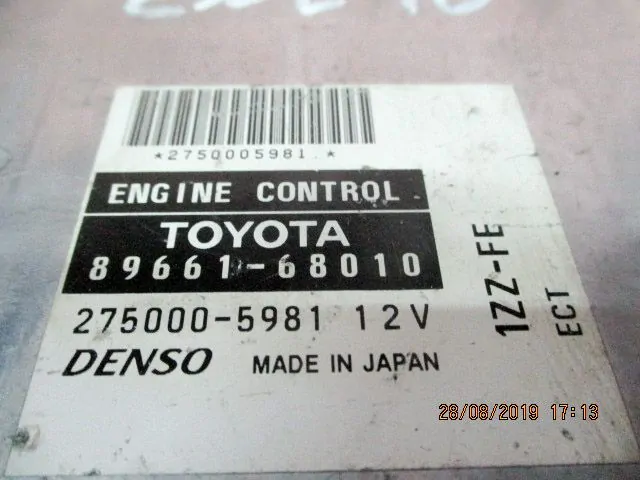 *2750005981.*
ENGINE CONTROL
TOYOTA
89661-68010
275000-5981 12V
DENSO MADE IN JAPAN
1ZZ-FE
ECT
28/08/2019 17:13